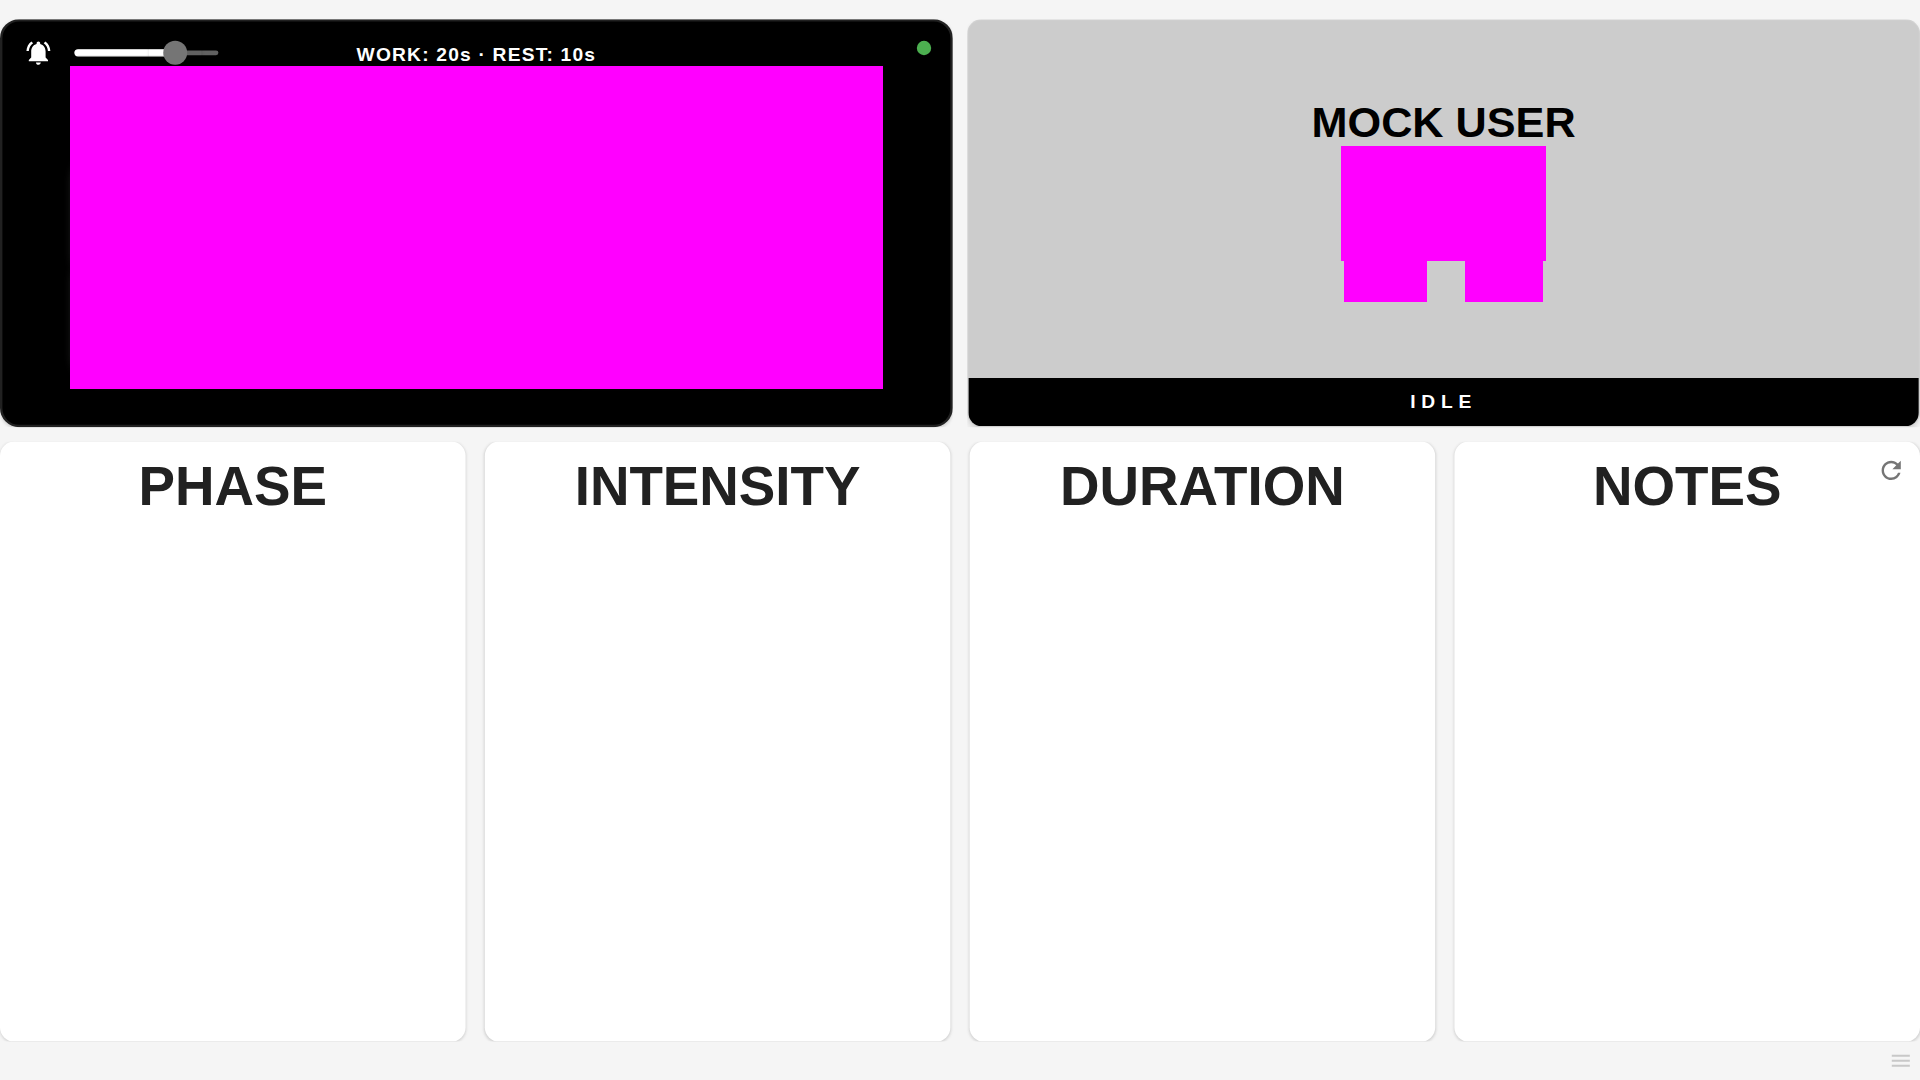 WORK: 20s · REST: 10s
MOCK USER
IDLE
PHASE
INTENSITY
DURATION
NOTES